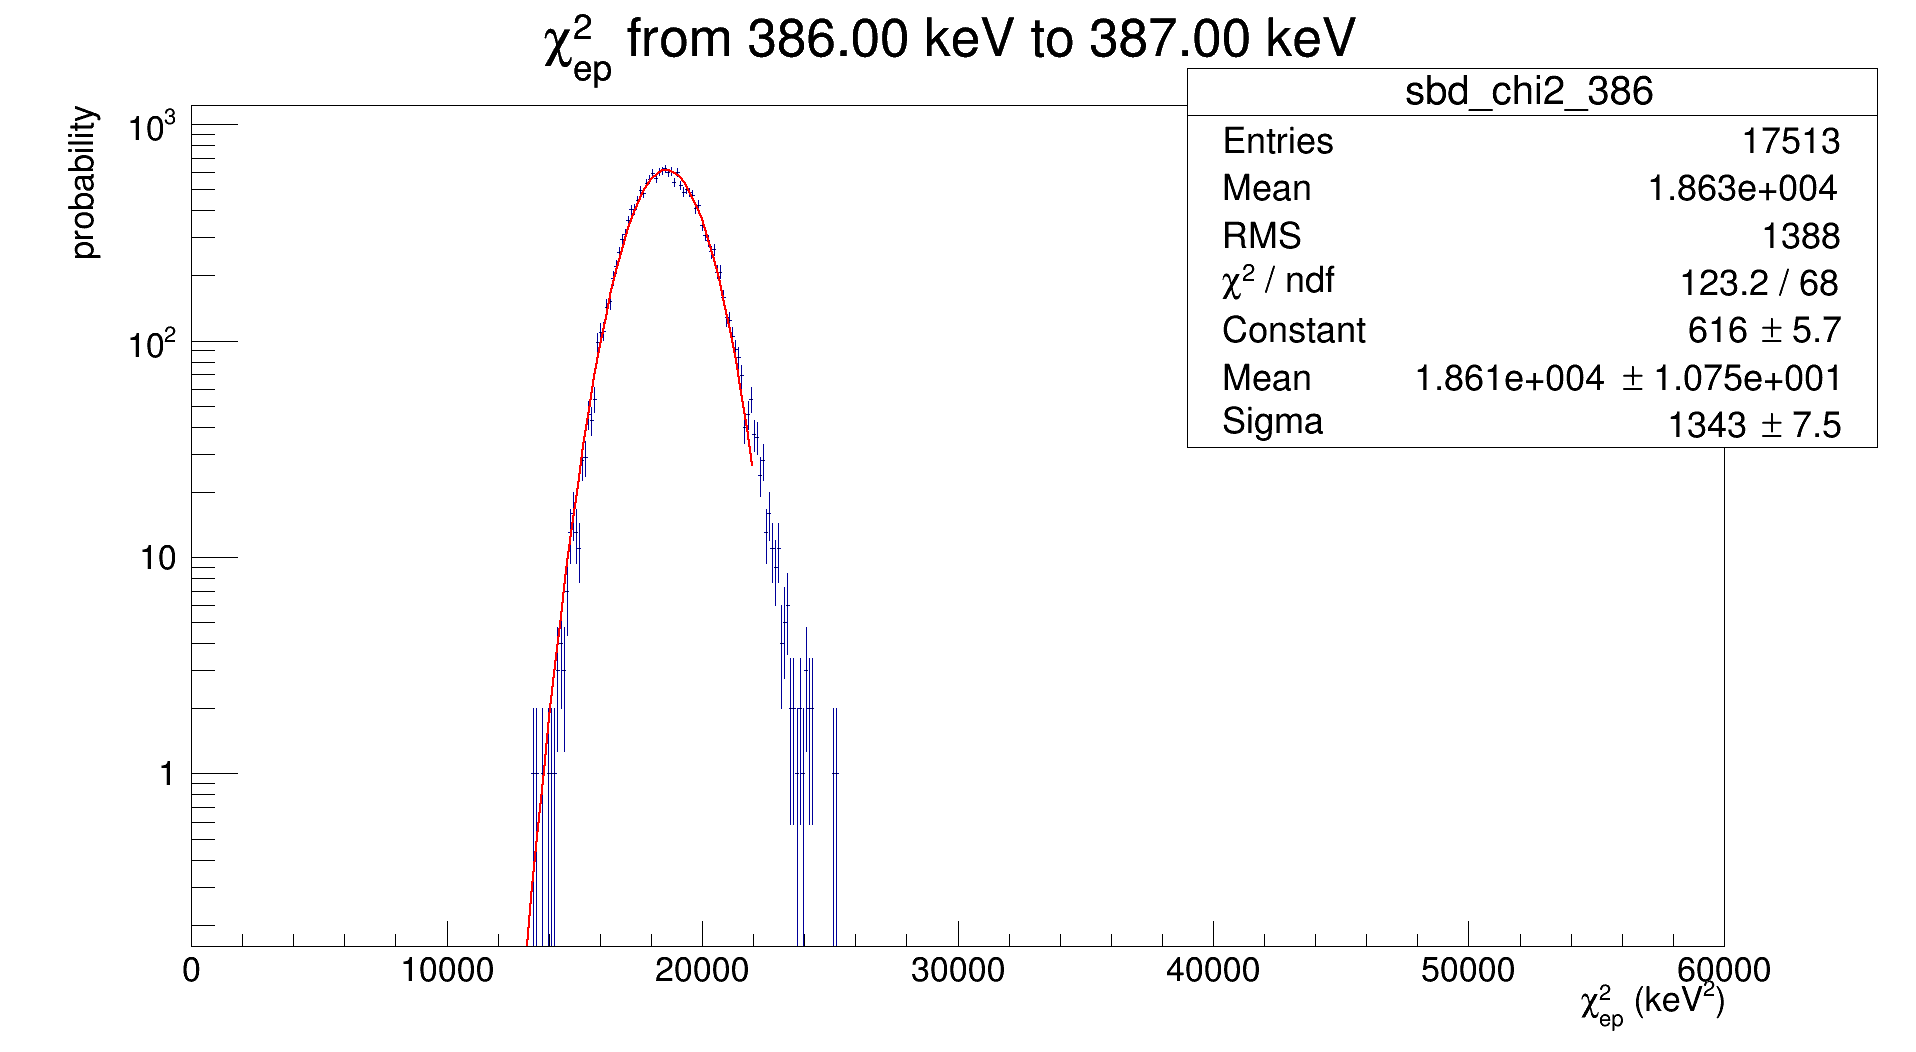 χ²ep from 386.00 keV to 387.00 keV
sbd_chi2_386
Entries 17513
Mean 1.863e+004
RMS 1388
χ² / ndf 123.2 / 68
Constant 616 ± 5.7
Mean 1.861e+004 ± 1.075e+001
Sigma 1343 ± 7.5
probability
10³
10²
10
1
0 10000 20000 30000 40000 50000 60000
χ²ep (keV²)